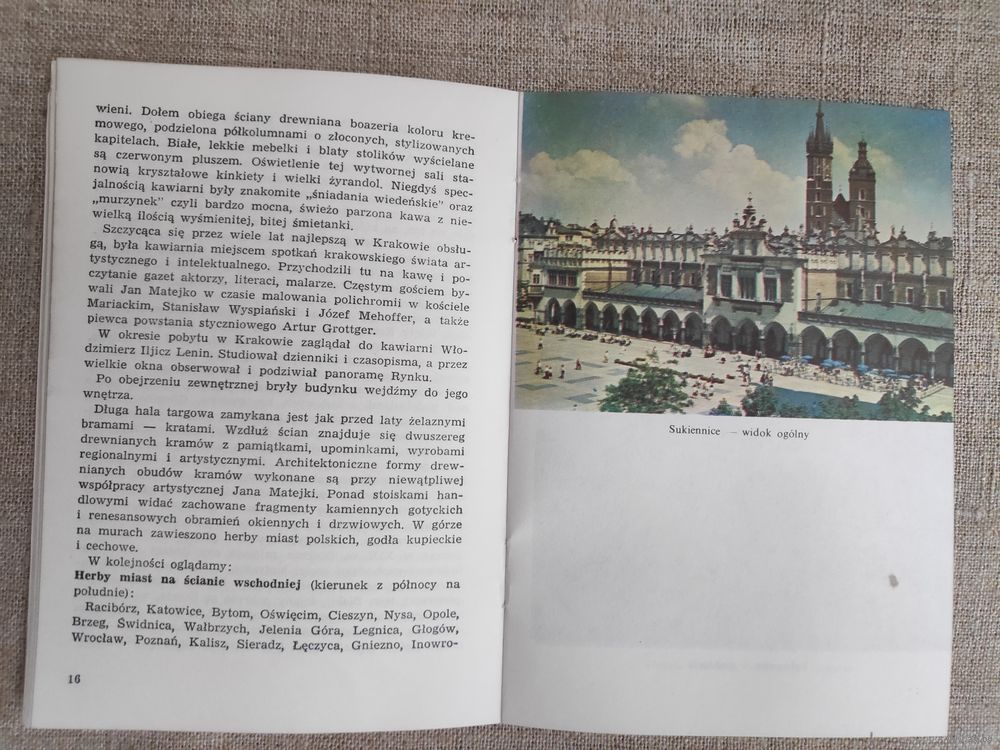 wieni. Dołem obiega ściany drewniana boazeria koloru kre-
mowego, podzielona półkolumnami o złoconych, stylizowanych
kapitelach. Białe, lekkie mebelki i blaty stolików wyścielane
są czerwonym pluszem. Oświetlenie tej wytwornej sali sta-
nowią kryształowe kinkiety i wielki żyrandol. Niegdyś spec-
jalnością kawiarni były znakomite „śniadania wiedeńskie" oraz
„murzynek" czyli bardzo mocna, świeżo parzona kawa z nie-
wielką ilością wyśmienitej, bitej śmietanki.
Szczycąca się przez wiele lat najlepszą w Krakowie obsłu-
gą, była kawiarnia miejscem spotkań krakowskiego świata ar-
tystycznego i intelektualnego. Przychodzili tu na kawę i po-
czytanie gazet aktorzy, literaci, malarze. Częstym gościem by-
wali Jan Matejko w czasie malowania polichromii w kościele
Mariackim, Stanisław Wyspiański i Józef Mehoffer, a także
piewca powstania styczniowego Artur Grottger.
W okresie pobytu w Krakowie zaglądał do kawiarni Wło-
dzimierz Iljicz Lenin. Studiował dzienniki i czasopisma, a przez
wielkie okna obserwował i podziwiał panoramę Rynku.
Po obejrzeniu zewnętrznej bryły budynku wejdźmy do jego
wnętrza.
Długa hala targowa zamykana jest jak przed laty żelaznymi
bramami — kratami. Wzdłuż ścian znajduje się dwuszereg
drewnianych kramów z pamiątkami, upominkami, wyrobami
regionalnymi i artystycznymi. Architektoniczne formy drew-
nianych obudów kramów wykonane są przy niewątpliwej
współpracy artystycznej Jana Matejki. Ponad stoiskami han-
dlowymi widać zachowane fragmenty kamiennych gotyckich
i renesansowych obramień okiennych i drzwiowych. W górze
na murach zawieszono herby miast polskich, godła kupieckie
i cechowe.
W kolejności oglądamy:
Herby miast na ścianie wschodniej (kierunek z północy na
południe):
Racibórz, Katowice, Bytom, Oświęcim, Cieszyn, Nysa, Opole,
Brzeg, Świdnica, Wałbrzych, Jelenia Góra, Legnica, Głogów,
Wrocław, Poznań, Kalisz, Sieradz, Łęczyca, Gniezno, Inowro-
16
Sukiennice — widok ogólny